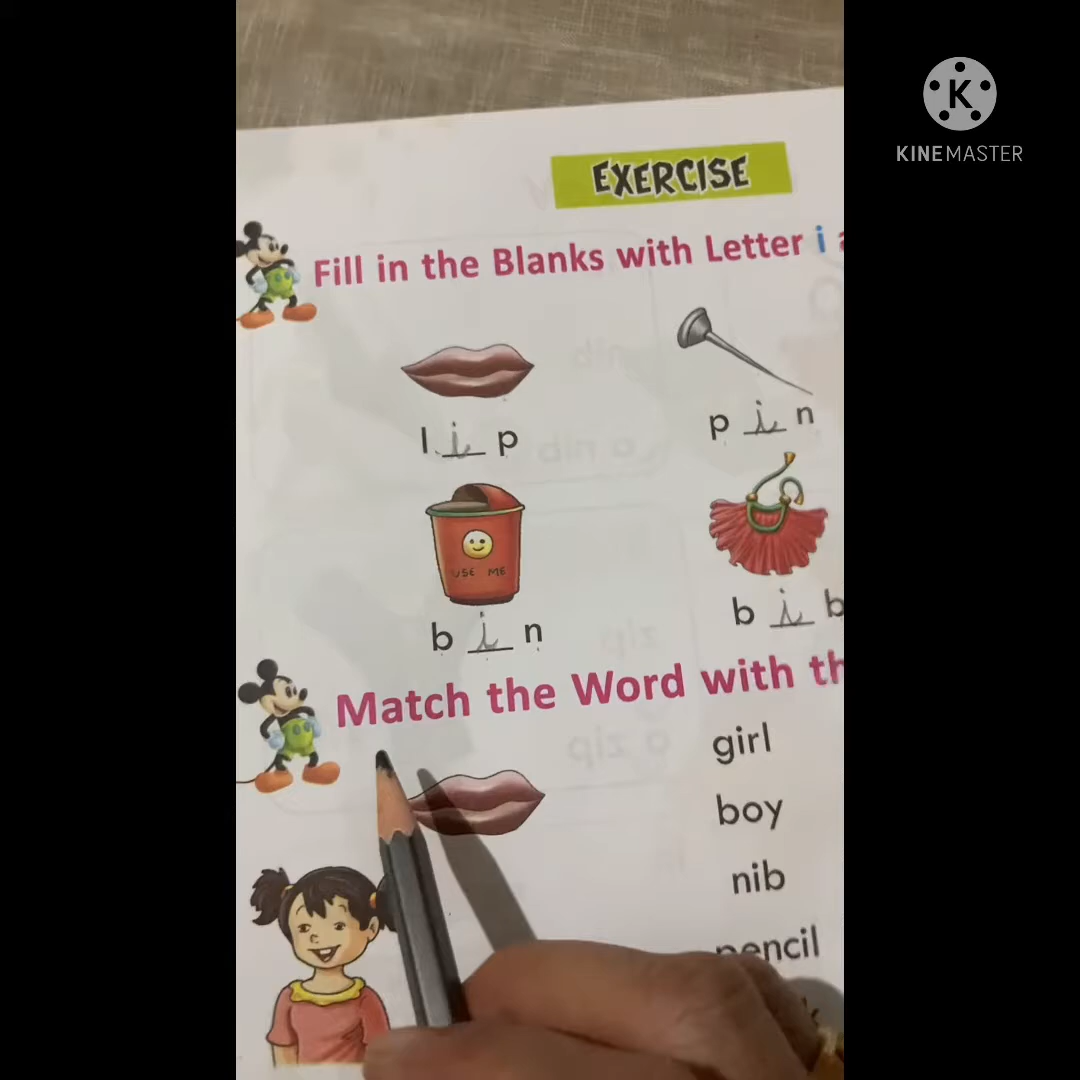 KINEMASTER
EXERCISE
Fill in the Blanks with Letter i
l i p
p i n
USE ME
b i n
b i b
Match the Word with th
girl
boy
nib
pencil